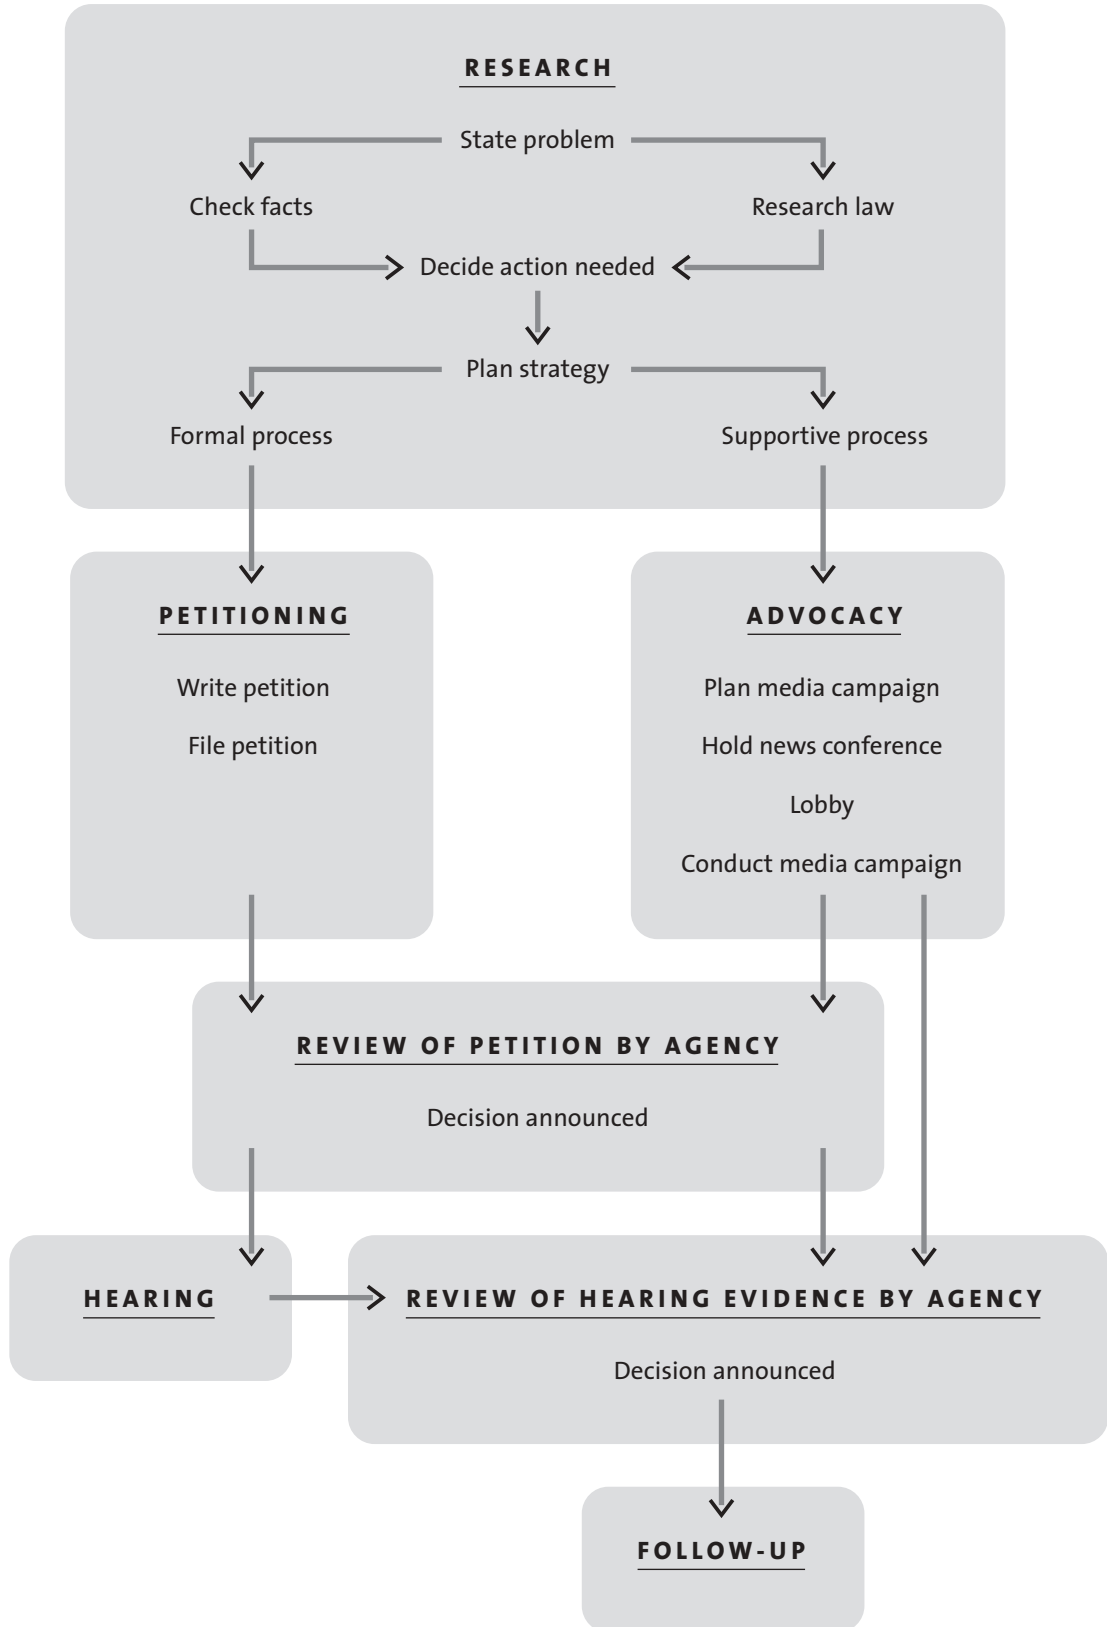 RESEARCH
State problem
Check facts
Research law
Decide action needed
Plan strategy
Formal process
Supportive process
PETITIONING
Write petition
File petition
ADVOCACY
Plan media campaign
Hold news conference
Lobby
Conduct media campaign
REVIEW OF PETITION BY AGENCY
Decision announced
HEARING
REVIEW OF HEARING EVIDENCE BY AGENCY
Decision announced
FOLLOW-UP